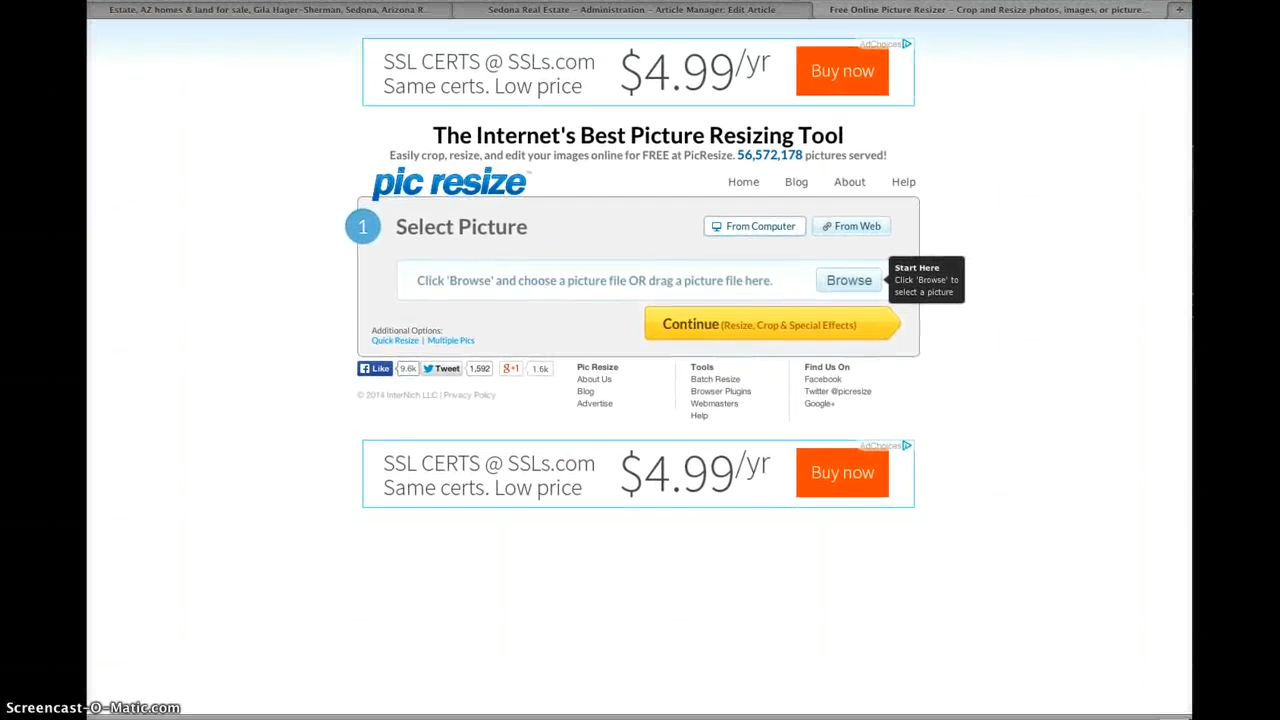 Estate, AZ homes & land for sale, Gila Hager-Sherman, Sedona, Arizona R...
Sedona Real Estate – Administration – Article Manager: Edit Article
Free Online Picture Resizer – Crop and Resize photos, images, or picture...
+
AdChoices
SSL CERTS @ SSLs.com
Same certs. Low price
$4.99/yr
Buy now
The Internet's Best Picture Resizing Tool
Easily crop, resize, and edit your images online for FREE at PicResize. 56,572,178 pictures served!
pic resize™
Home
Blog
About
Help
1
Select Picture
From Computer
From Web
Click 'Browse' and choose a picture file OR drag a picture file here.
Browse
Start Here
Click 'Browse' to
select a picture
Continue (Resize, Crop & Special Effects)
Additional Options:
Quick Resize | Multiple Pics
Like
9.6k
Tweet
1,592
g+1
1.6k
© 2014 InterNich LLC | Privacy Policy
Pic Resize
About Us
Blog
Advertise
Tools
Batch Resize
Browser Plugins
Webmasters
Help
Find Us On
Facebook
Twitter @picresize
Google+
AdChoices
SSL CERTS @ SSLs.com
Same certs. Low price
$4.99/yr
Buy now
Screencast-O-Matic.com